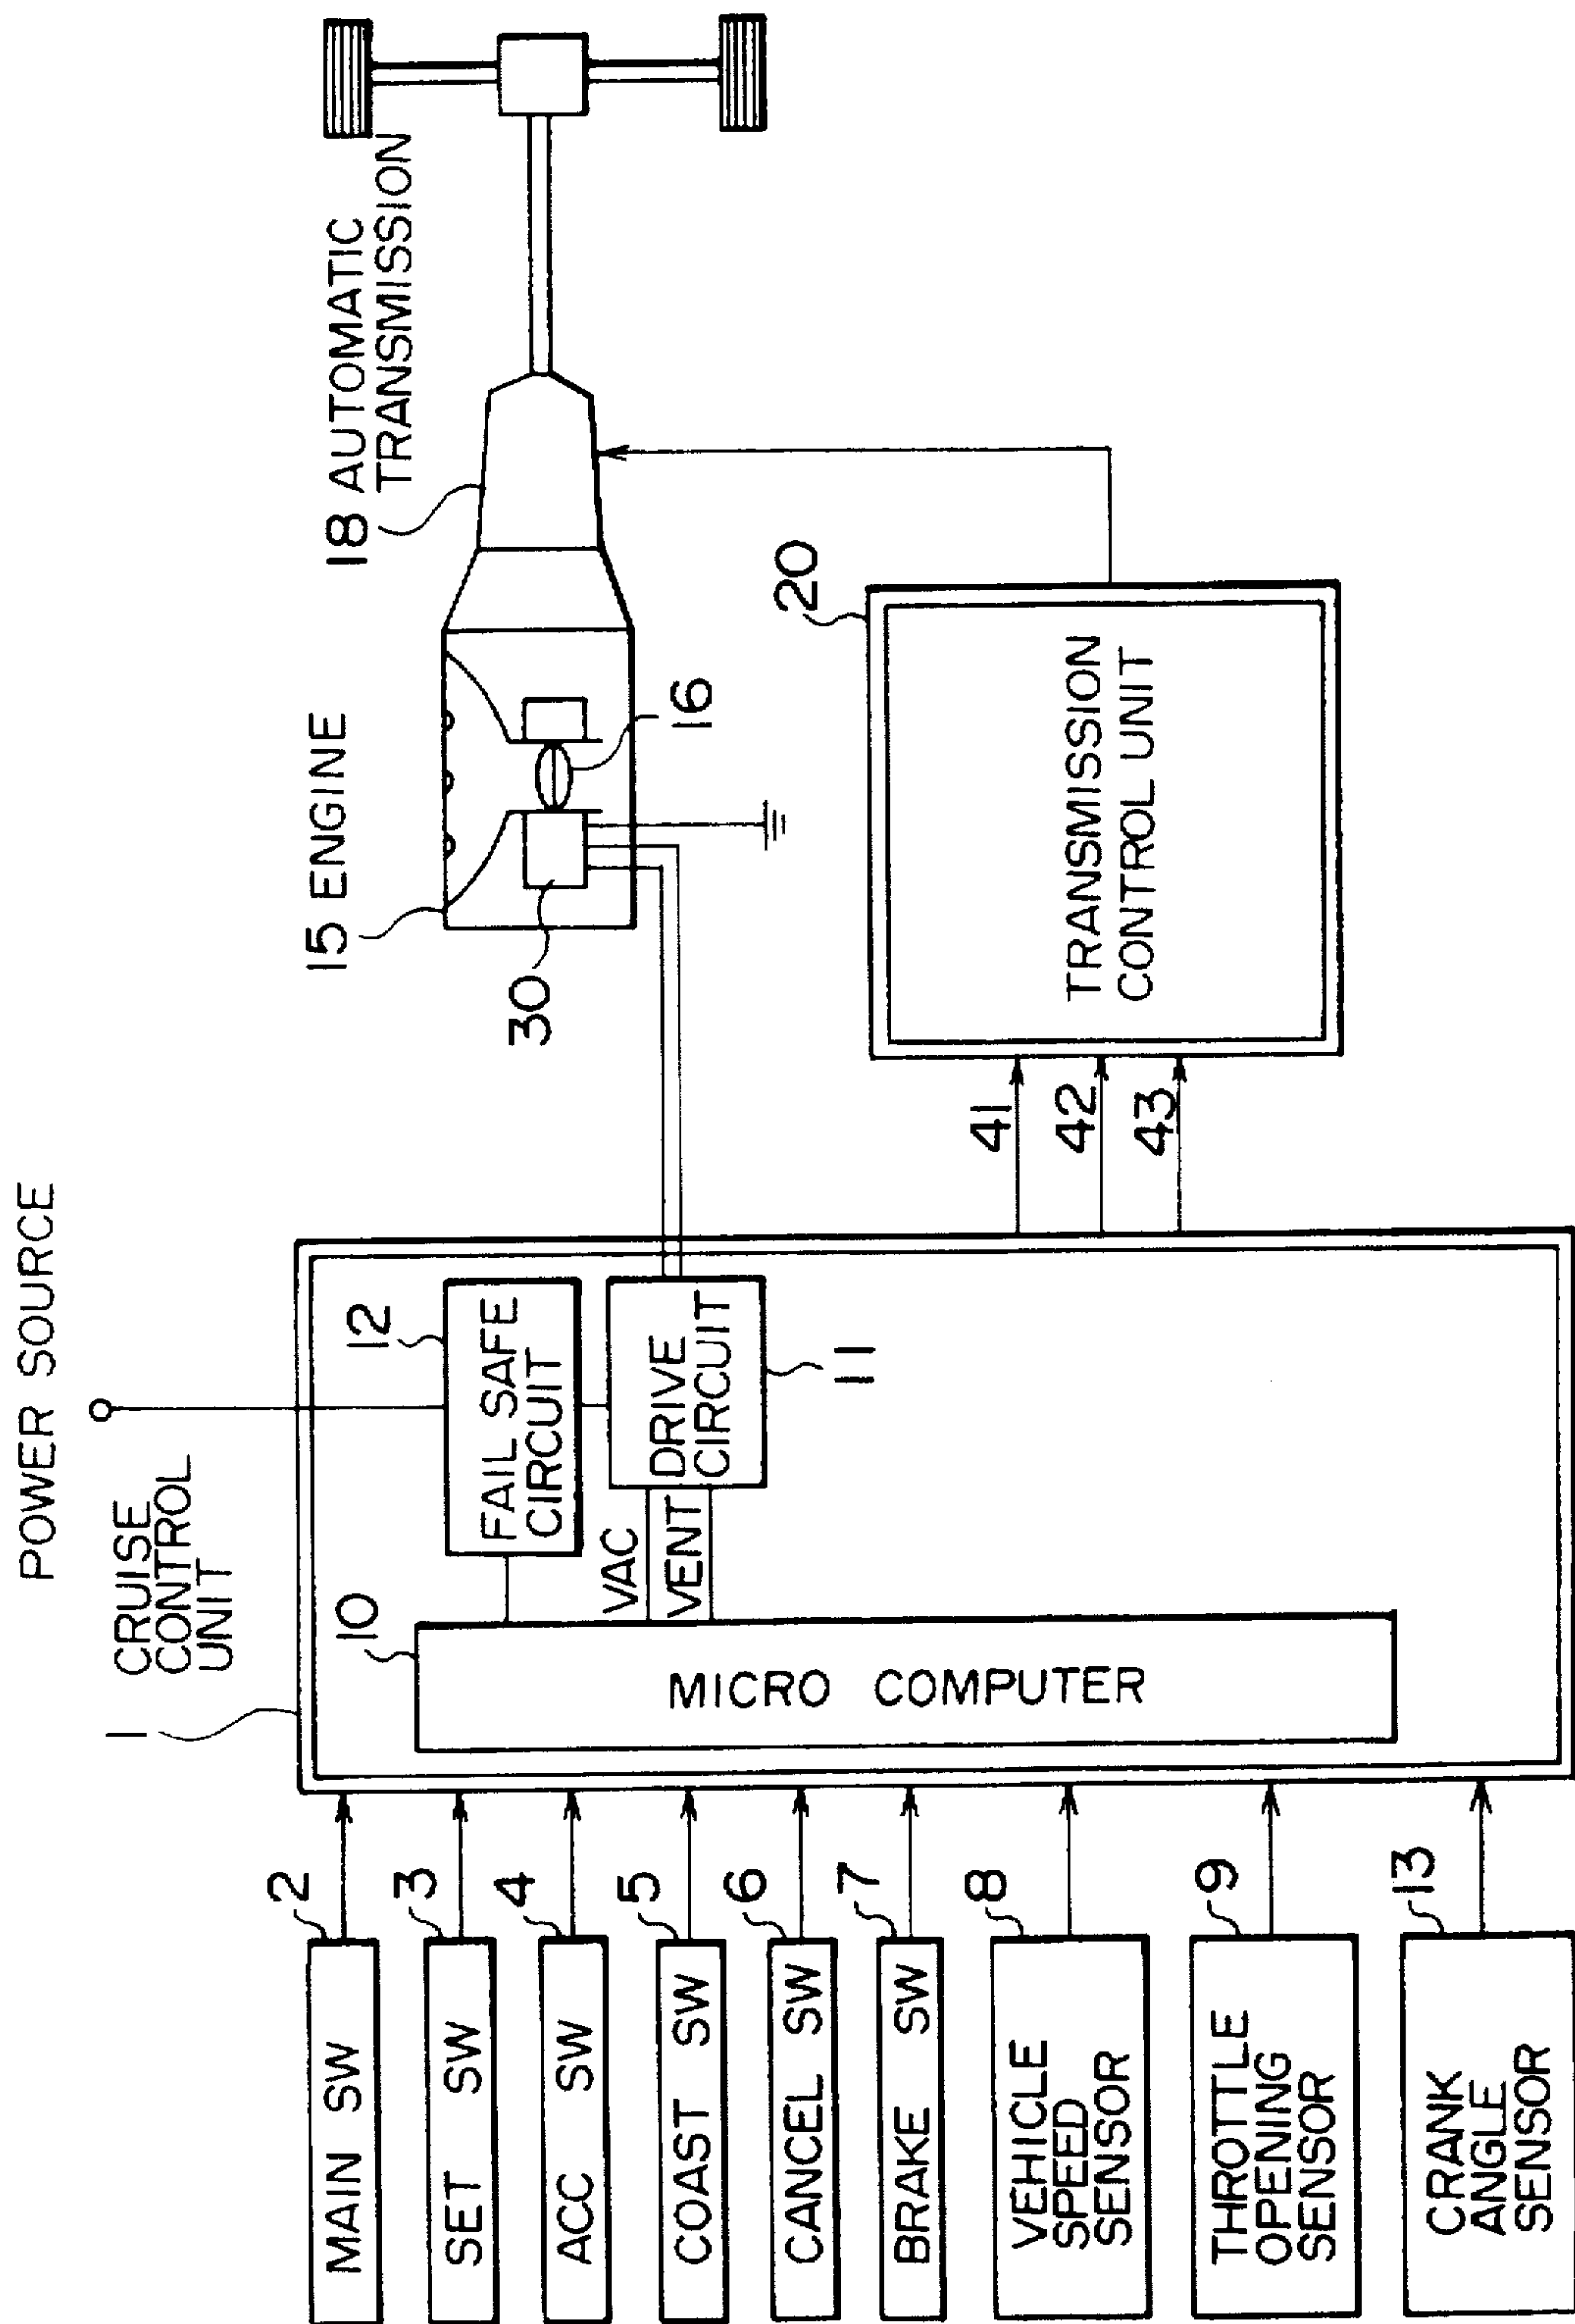 POWER SOURCE
1 CRUISE
CONTROL
UNIT
2
MAIN SW
3
SET SW
4
ACC SW
5
COAST SW
6
CANCEL SW
7
BRAKE SW
8
VEHICLE
SPEED
SENSOR
9
THROTTLE
OPENING
SENSOR
13
CRANK
ANGLE
SENSOR
10
MICRO COMPUTER
12
FAIL SAFE
CIRCUIT
VAC
VENT
DRIVE
CIRCUIT
11
15 ENGINE
30
16
18 AUTOMATIC
TRANSMISSION
41
42
43
20
TRANSMISSION
CONTROL UNIT